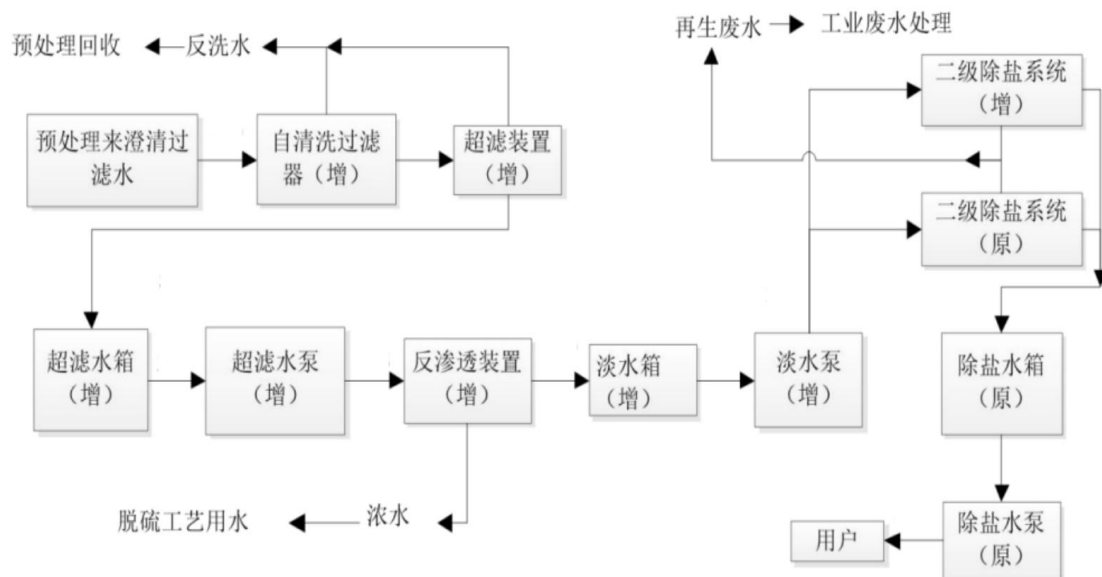 预处理回收
反洗水
再生废水
工业废水处理
二级除盐系统
（增）
预处理来澄清过
滤水
自清洗过滤
器（增）
超滤装置
（增）
二级除盐系统
（原）
超滤水箱
（增）
超滤水泵
（增）
反渗透装置
（增）
淡水箱
（增）
淡水泵
（增）
除盐水箱
（原）
脱硫工艺用水
浓水
用户
除盐水泵
（原）